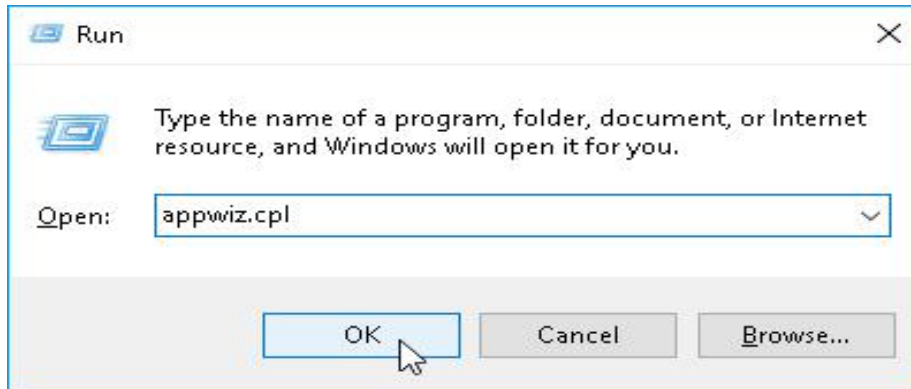 Run
Type the name of a program, folder, document, or Internet
resource, and Windows will open it for you.
Open: appwiz.cpl
OK Cancel Browse...